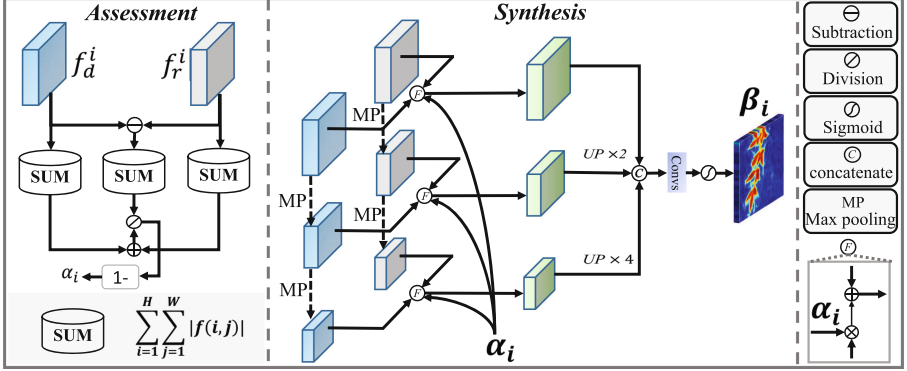 Assessment
f_d^i
f_r^i
SUM
SUM
SUM
α_i
1-
SUM
∑_{i=1}^{H} ∑_{j=1}^{W} |f(i,j)|
Synthesis
MP
F
MP
MP
F
MP
F
α_i
UP ×2
UP × 4
C
Convs
β_i
Subtraction
Division
Sigmoid
C
concatenate
MP
Max pooling
F
α_i